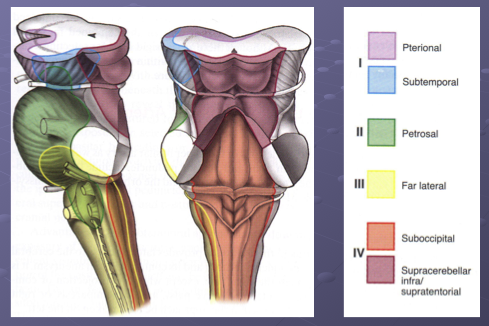 I
Pterional
Subtemporal
II
Petrosal
III
Far lateral
IV
Suboccipital
Supracerebellar
infra/
supratentorial